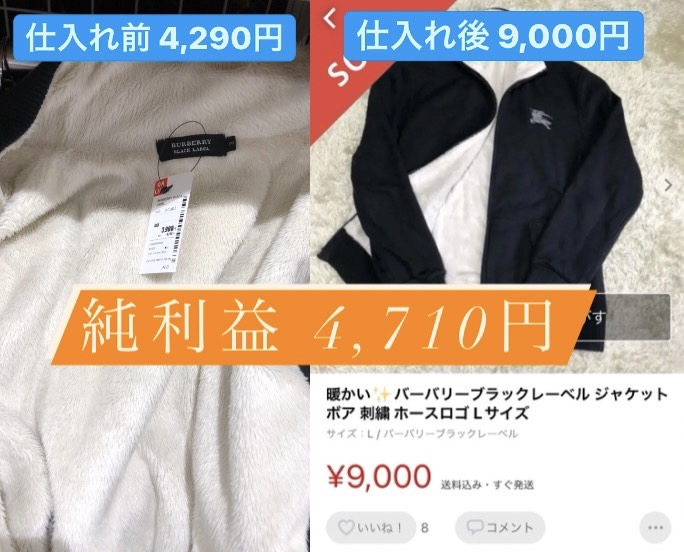 仕入れ前 4,290円
BURBERRY
BLACK LABEL
仕入れ後 9,000円
純利益 4,710円
暖かい✨バーバリーブラックレーベル ジャケット
ボア 刺繍 ホースロゴ Lサイズ
サイズ：L / バーバリーブラックレーベル
¥9,000 送料込み・すぐ発送
いいね！ 8 コメント